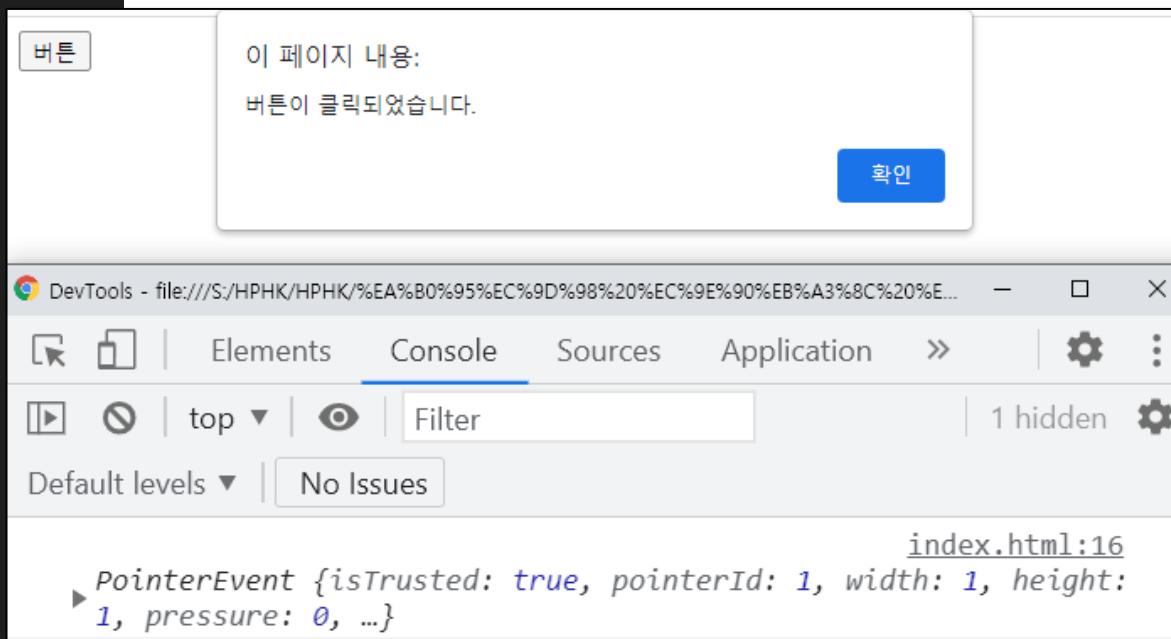 버튼
이 페이지 내용:
버튼이 클릭되었습니다.
확인
DevTools - file:///S:/HPHK/HPHK/%EA%B0%95%EC%9D%98%20%EC%9E%90%EB%A3%8C%20%E...
Elements Console Sources Application
top Filter 1 hidden
Default levels No Issues
index.html:16
PointerEvent {isTrusted: true, pointerId: 1, width: 1, height:
1, pressure: 0, …}